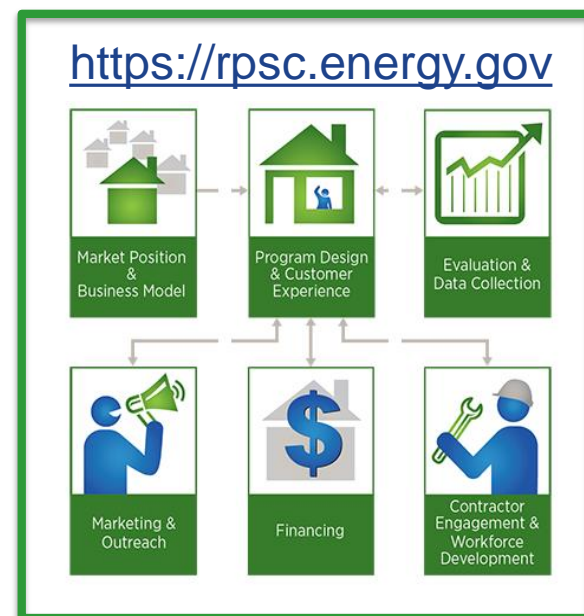 https://rpsc.energy.gov
Market Position
&
Business Model
Program Design
& Customer
Experience
Evaluation &
Data Collection
Marketing &
Outreach
$
Financing
Contractor
Engagement &
Workforce
Development